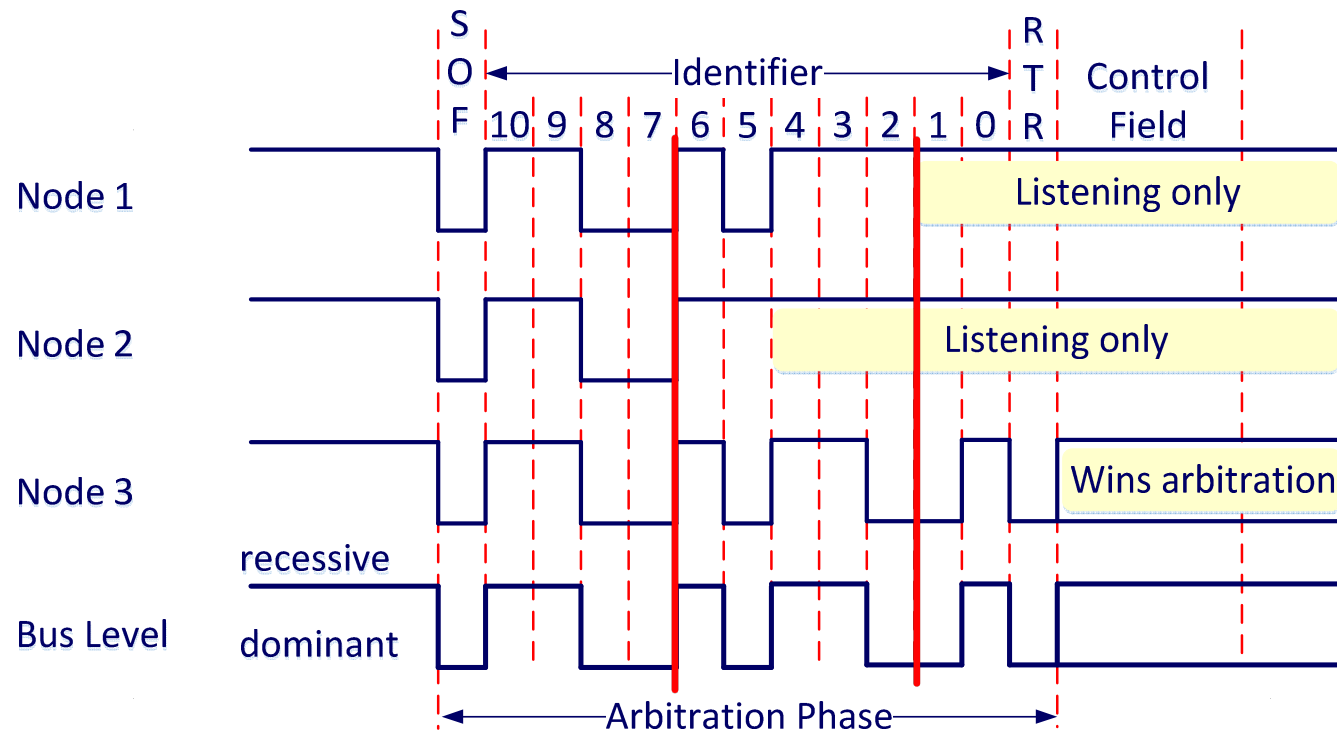 S
O
F
Identifier
R
T
R
Control
Field
10 9 8 7 6 5 4 3 2 1 0
Node 1
Listening only
Node 2
Listening only
Node 3
Wins arbitration
recessive
Bus Level
dominant
Arbitration Phase